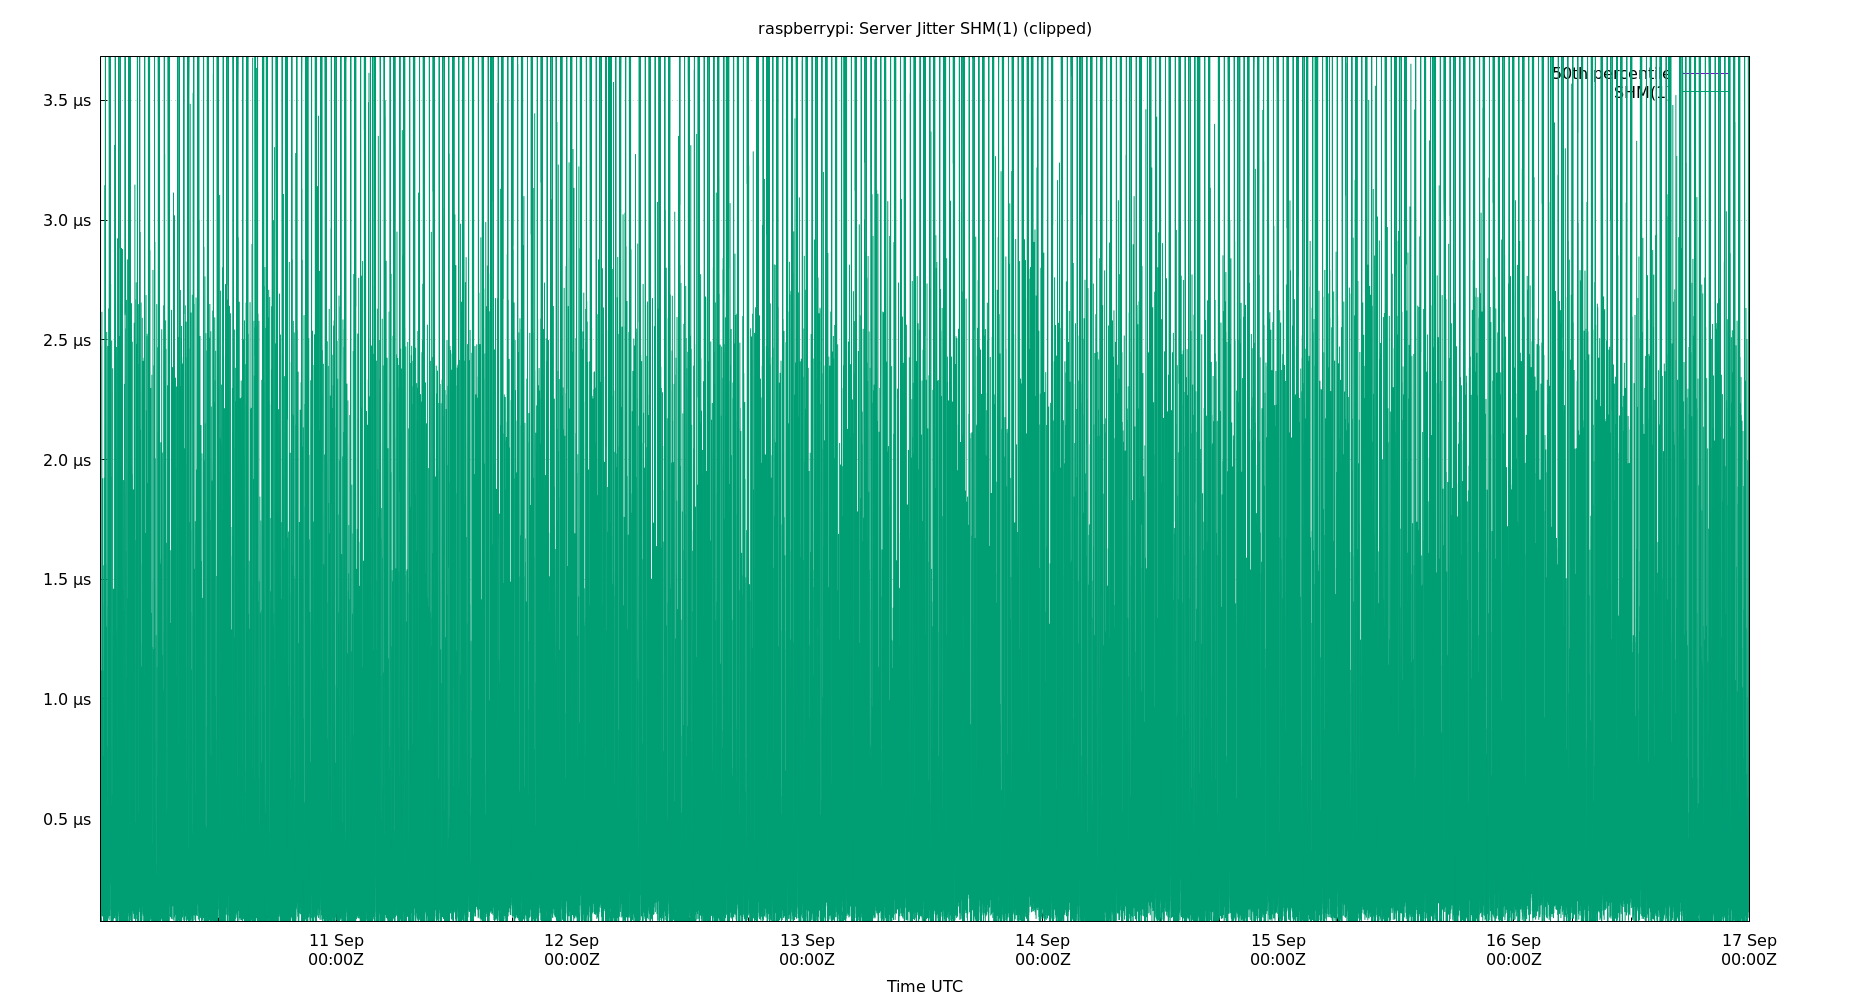 raspberrypi: Server Jitter SHM(1) (clipped)
50th percentile
SHM(1)
3.5 µs
3.0 µs
2.5 µs
2.0 µs
1.5 µs
1.0 µs
0.5 µs
11 Sep 12 Sep 13 Sep 14 Sep 15 Sep 16 Sep 17 Sep
00:00Z 00:00Z 00:00Z 00:00Z 00:00Z 00:00Z 00:00Z
Time UTC